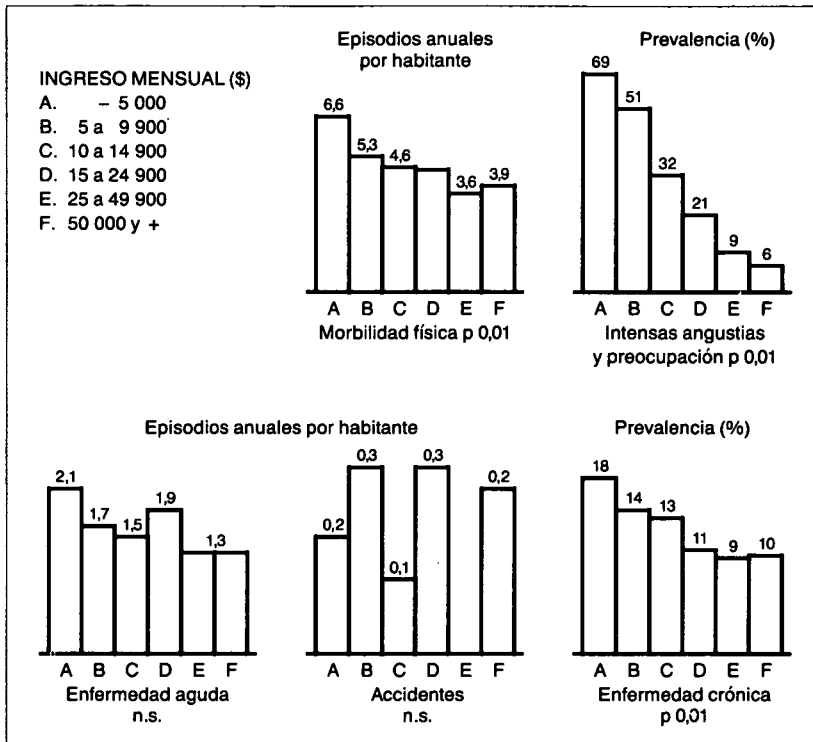 INGRESO MENSUAL ($)
A. – 5 000
B. 5 a 9 900
C. 10 a 14 900
D. 15 a 24 900
E. 25 a 49 900
F. 50 000 y +
Episodios anuales
por habitante
6,6
5,3
4,6
3,6
3,9
A B C D E F
Morbilidad física p 0,01
Prevalencia (%)
69
51
32
21
9
6
A B C D E F
Intensas angustias
y preocupación p 0,01
Episodios anuales por habitante
2,1
1,7
1,5
1,9
1,3
A B C D E F
Enfermedad aguda
n.s.
0,2
0,3
0,1
0,3
0,2
A B C D E F
Accidentes
n.s.
Prevalencia (%)
18
14
13
11
9
10
A B C D E F
Enfermedad crónica
p 0,01